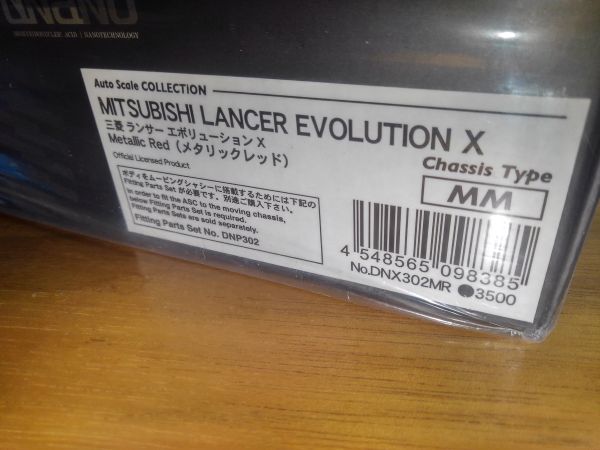 Auto Scale COLLECTION
MITSUBISHI LANCER EVOLUTION X
三菱 ランサー エボリューション X
Metallic Red（メタリックレッド）
Official Licensed Product
Chassis Type
MM
ボディをムービングシャシーに搭載するためには下記の
Fitting Parts Set が必要です。別途ご購入下さい。
In order to fit the ASC to the moving chassis,
below Fitting Parts Set is required.
Fitting Parts Sets are sold separately.
Fitting Parts Set No. DNP302
4 548565 098385
No.DNX302MR ●3500